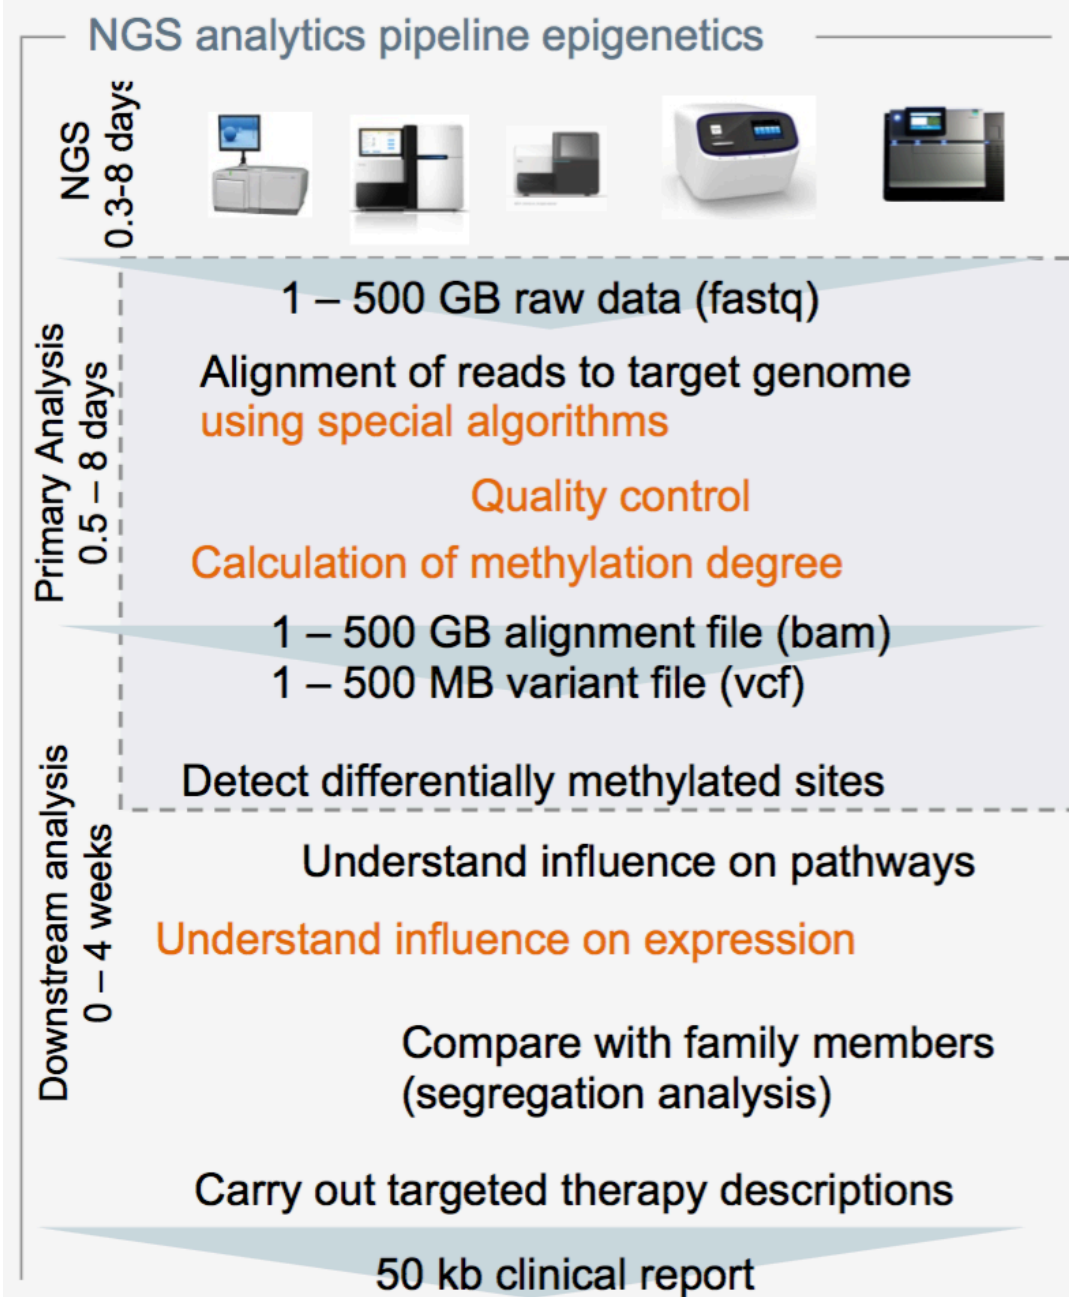 NGS analytics pipeline epigenetics
NGS
0.3-8 days
1 – 500 GB raw data (fastq)
Primary Analysis
0.5 – 8 days
Alignment of reads to target genome
using special algorithms
Quality control
Calculation of methylation degree
1 – 500 GB alignment file (bam)
1 – 500 MB variant file (vcf)
Downstream analysis
0 – 4 weeks
Detect differentially methylated sites
Understand influence on pathways
Understand influence on expression
Compare with family members
(segregation analysis)
Carry out targeted therapy descriptions
50 kb clinical report